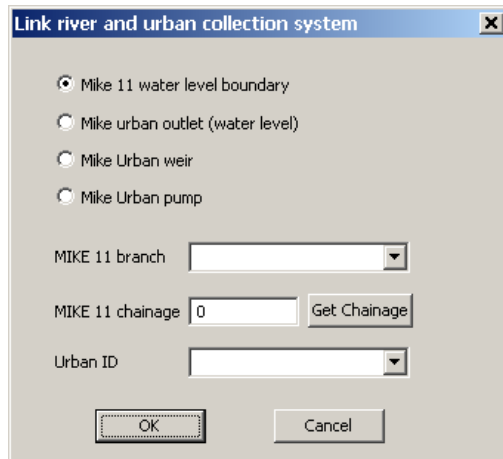 Link river and urban collection system
Mike 11 water level boundary
Mike urban outlet (water level)
Mike Urban weir
Mike Urban pump
MIKE 11 branch
MIKE 11 chainage 0 Get Chainage
Urban ID
OK Cancel